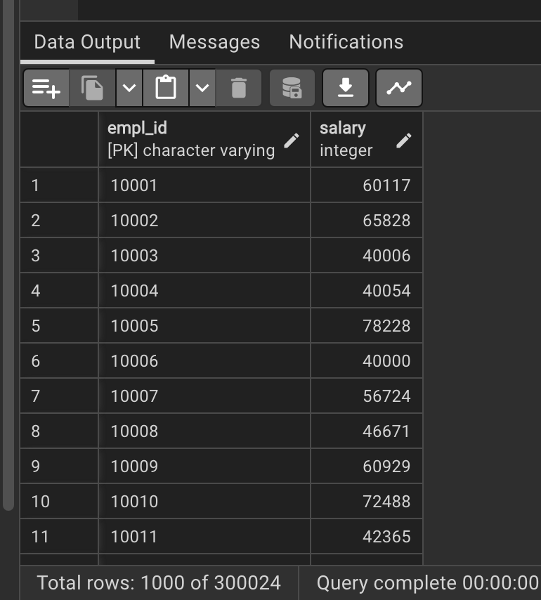 Data Output Messages Notifications
empl_id salary
[PK] character varying integer
1 10001 60117
2 10002 65828
3 10003 40006
4 10004 40054
5 10005 78228
6 10006 40000
7 10007 56724
8 10008 46671
9 10009 60929
10 10010 72488
11 10011 42365
Total rows: 1000 of 300024 Query complete 00:00:00